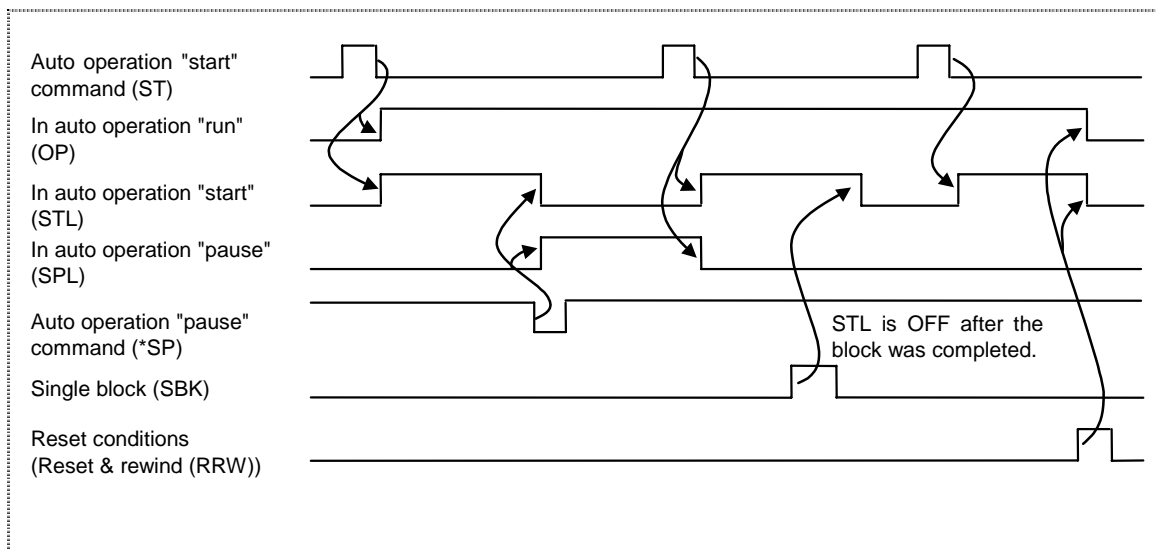 Auto operation "start"
command (ST)
In auto operation "run"
(OP)
In auto operation "start"
(STL)
In auto operation "pause"
(SPL)
Auto operation "pause"
command (*SP)
STL is OFF after the
block was completed.
Single block (SBK)
Reset conditions
(Reset & rewind (RRW))